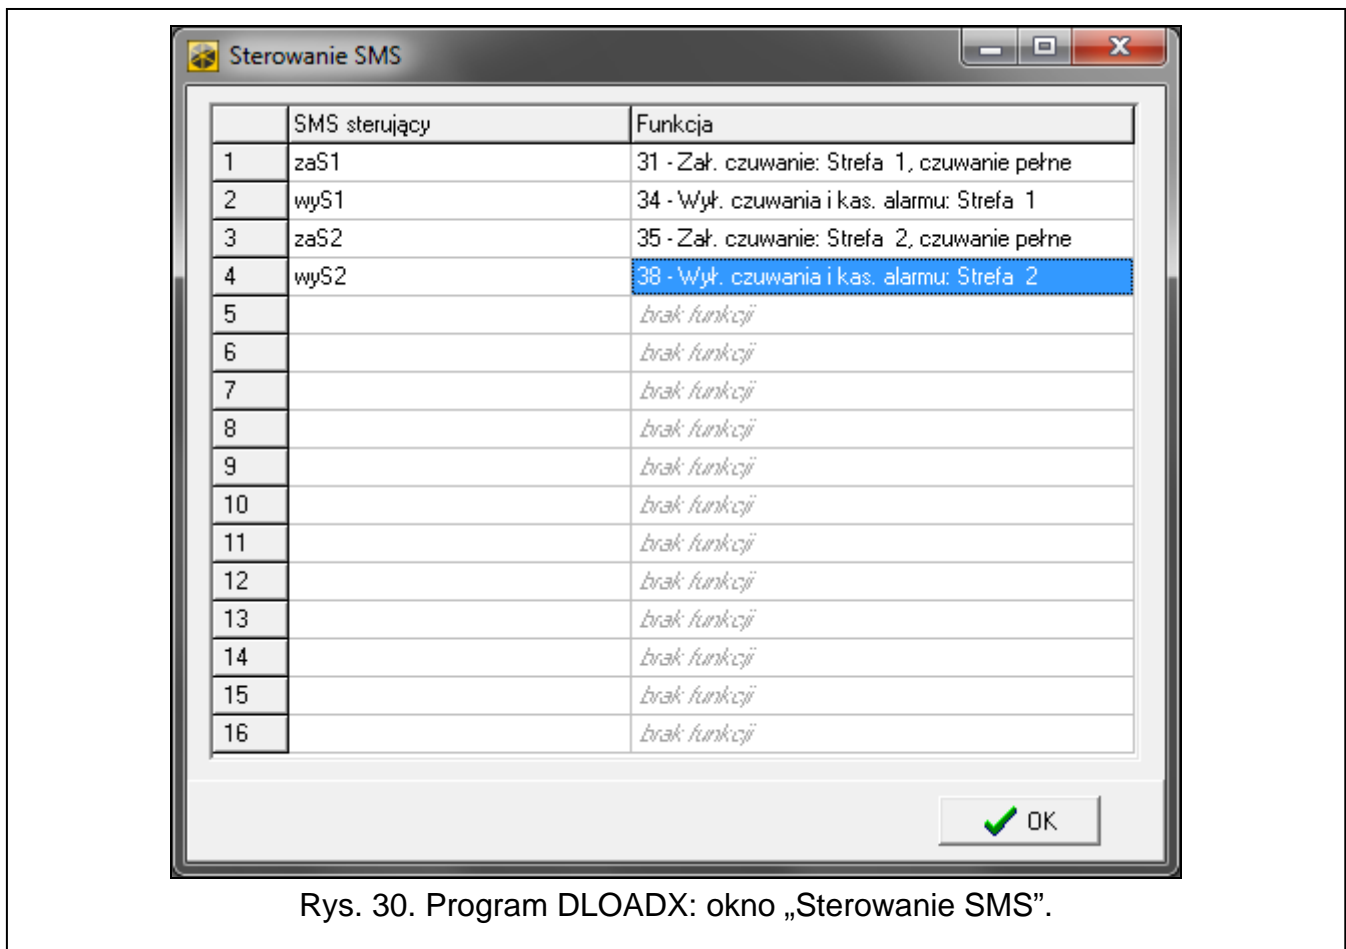 Sterowanie SMS
SMS sterujący Funkcja
1 zaS1 31 - Zał. czuwanie: Strefa 1, czuwanie pełne
2 wyS1 34 - Wył. czuwania i kas. alarmu: Strefa 1
3 zaS2 35 - Zał. czuwanie: Strefa 2, czuwanie pełne
4 wyS2 38 - Wył. czuwania i kas. alarmu: Strefa 2
5 brak funkcji
6 brak funkcji
7 brak funkcji
8 brak funkcji
9 brak funkcji
10 brak funkcji
11 brak funkcji
12 brak funkcji
13 brak funkcji
14 brak funkcji
15 brak funkcji
16 brak funkcji
OK
Rys. 30. Program DLOADX: okno „Sterowanie SMS”.